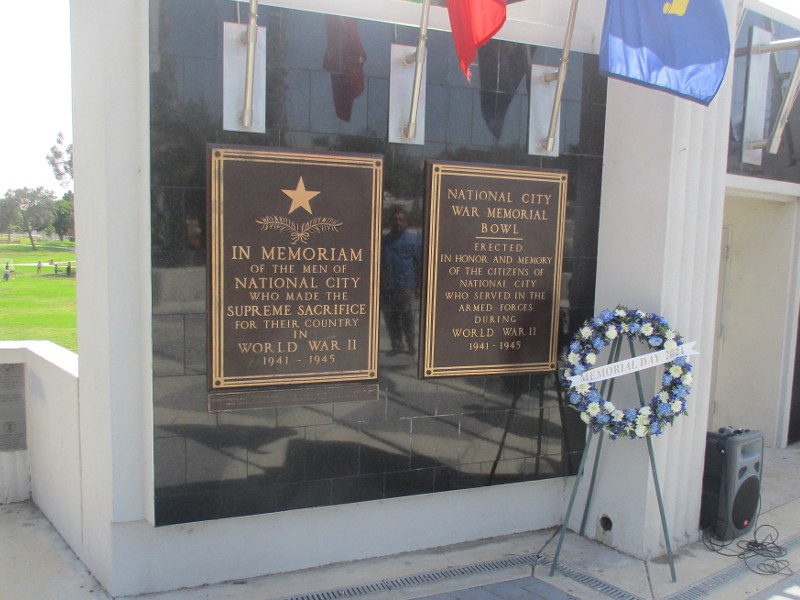 IN MEMORIAM
OF THE MEN OF
NATIONAL CITY
WHO MADE THE
SUPREME SACRIFICE
FOR THEIR COUNTRY
IN
WORLD WAR II
1941 - 1945
NATIONAL CITY
WAR MEMORIAL
BOWL
ERECTED
IN HONOR AND MEMORY
OF THE CITIZENS OF
NATIONAL CITY
WHO SERVED IN THE
ARMED FORCES
DURING
WORLD WAR II
1941-1945
MEMORIAL DAY 2021